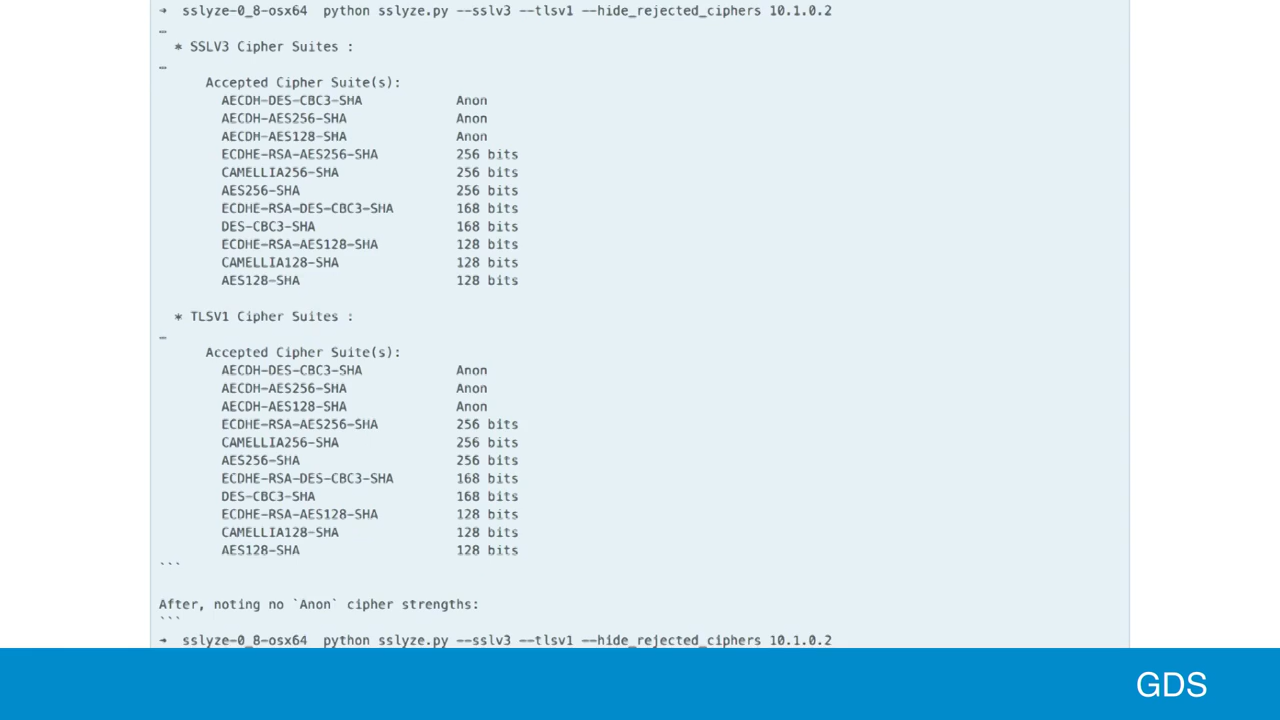 → sslyze-0_8-osx64 python sslyze.py --sslv3 --tlsv1 --hide_rejected_ciphers 10.1.0.2
…
* SSLV3 Cipher Suites :
…
Accepted Cipher Suite(s):
AECDH-DES-CBC3-SHA Anon
AECDH-AES256-SHA Anon
AECDH-AES128-SHA Anon
ECDHE-RSA-AES256-SHA 256 bits
CAMELLIA256-SHA 256 bits
AES256-SHA 256 bits
ECDHE-RSA-DES-CBC3-SHA 168 bits
DES-CBC3-SHA 168 bits
ECDHE-RSA-AES128-SHA 128 bits
CAMELLIA128-SHA 128 bits
AES128-SHA 128 bits
* TLSV1 Cipher Suites :
…
Accepted Cipher Suite(s):
AECDH-DES-CBC3-SHA Anon
AECDH-AES256-SHA Anon
AECDH-AES128-SHA Anon
ECDHE-RSA-AES256-SHA 256 bits
CAMELLIA256-SHA 256 bits
AES256-SHA 256 bits
ECDHE-RSA-DES-CBC3-SHA 168 bits
DES-CBC3-SHA 168 bits
ECDHE-RSA-AES128-SHA 128 bits
CAMELLIA128-SHA 128 bits
AES128-SHA 128 bits
```
After, noting no `Anon` cipher strengths:
```
→ sslyze-0_8-osx64 python sslyze.py --sslv3 --tlsv1 --hide_rejected_ciphers 10.1.0.2
GDS